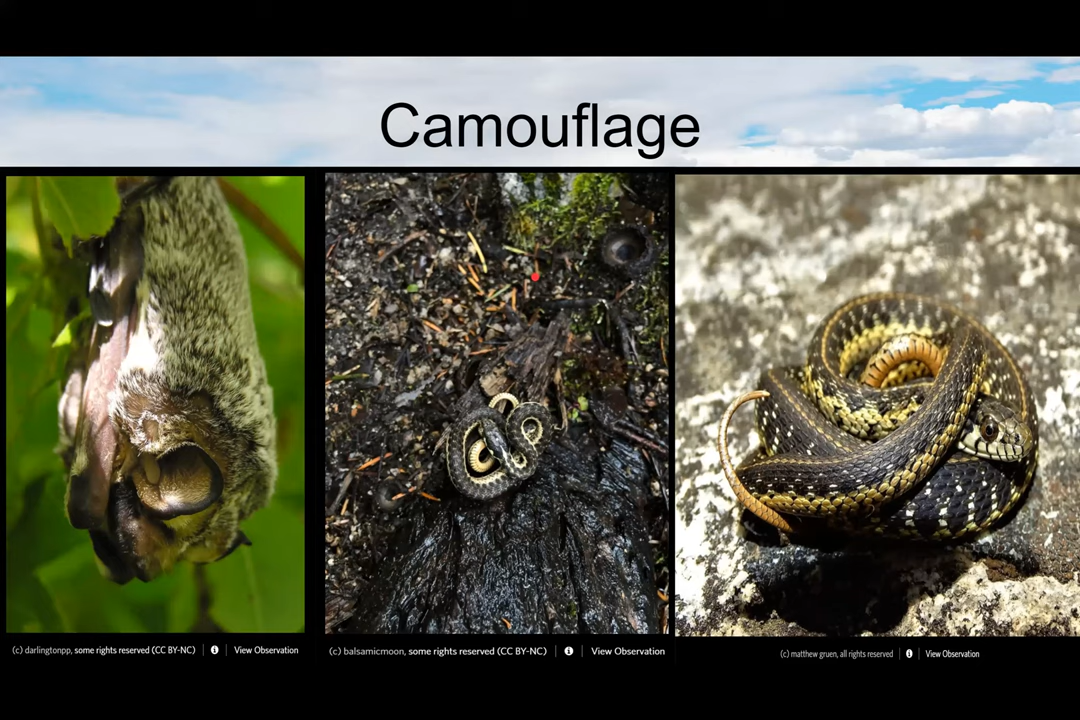 Camouflage
(c) darlingtonpp, some rights reserved (CC BY-NC) | i | View Observation
(c) balsamicmoon, some rights reserved (CC BY-NC) | i | View Observation
(c) matthew gruen, all rights reserved | i | View Observation